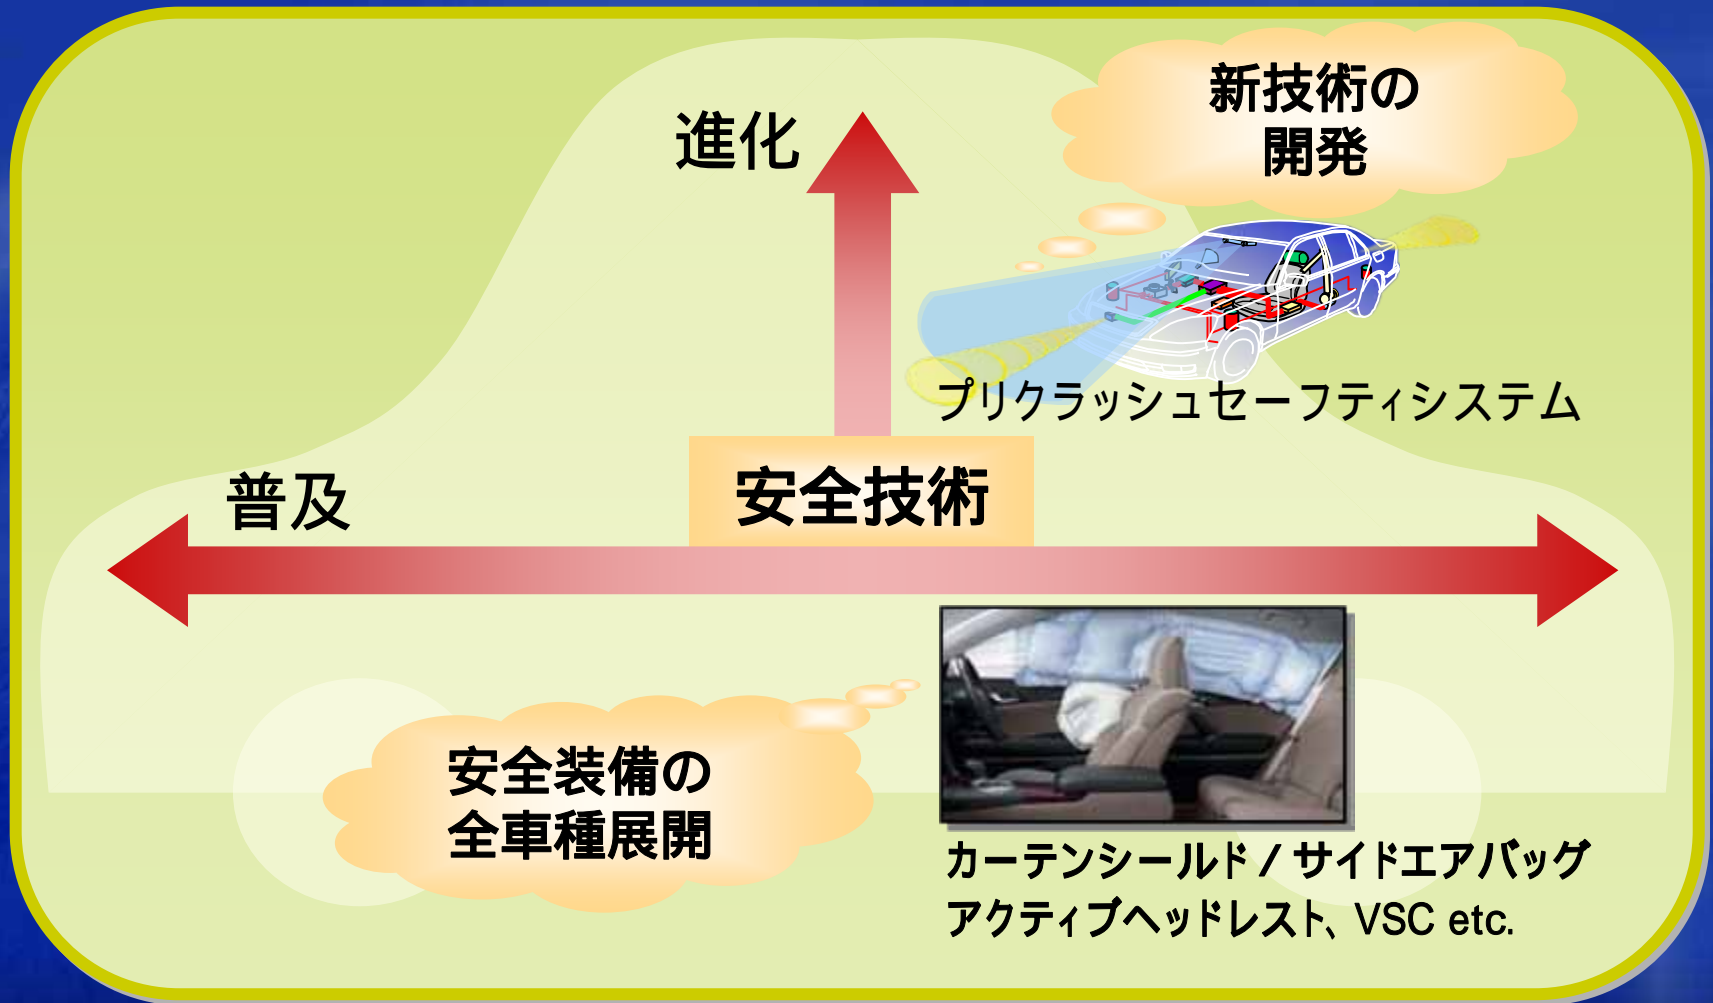 新技術の
開発
進化
プリクラッシュセーフティシステム
安全技術
普及
安全装備の
全車種展開
カーテンシールド / サイドエアバッグ
アクティブヘッドレスト、VSC etc.